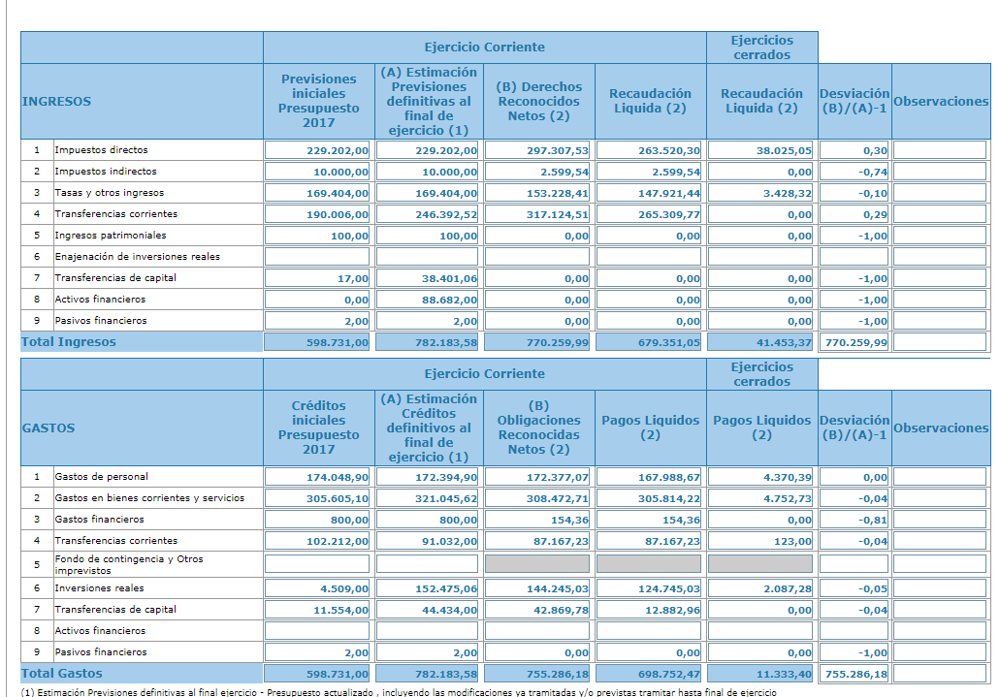 Ejercicio Corriente Ejercicios cerrados
INGRESOS Previsiones iniciales Presupuesto 2017 (A) Estimación Previsiones definitivas al final de ejercicio (1) (B) Derechos Reconocidos Netos (2) Recaudación Liquida (2) Recaudación Liquida (2) Desviación (B)/(A)-1 Observaciones
1 Impuestos directos 229.202,00 229.202,00 297.307,53 263.520,30 38.025,05 0,30
2 Impuestos indirectos 10.000,00 10.000,00 2.599,54 2.599,54 0,00 -0,74
3 Tasas y otros ingresos 169.404,00 169.404,00 153.228,41 147.921,44 3.428,32 -0,10
4 Transferencias corrientes 190.006,00 246.392,52 317.124,51 265.309,77 0,00 0,29
5 Ingresos patrimoniales 100,00 100,00 0,00 0,00 0,00 -1,00
6 Enajenación de inversiones reales
7 Transferencias de capital 17,00 38.401,06 0,00 0,00 0,00 -1,00
8 Activos financieros 0,00 88.682,00 0,00 0,00 0,00 -1,00
9 Pasivos financieros 2,00 2,00 0,00 0,00 0,00 -1,00
Total Ingresos 598.731,00 782.183,58 770.259,99 679.351,05 41.453,37 770.259,99
Ejercicio Corriente Ejercicios cerrados
GASTOS Créditos iniciales Presupuesto 2017 (A) Estimación Créditos definitivos al final de ejercicio (1) (B) Obligaciones Reconocidas Netos (2) Pagos Liquidos (2) Pagos Liquidos (2) Desviación (B)/(A)-1 Observaciones
1 Gastos de personal 174.048,90 172.394,90 172.377,07 167.988,67 4.370,39 0,00
2 Gastos en bienes corrientes y servicios 305.605,10 321.045,62 308.472,71 305.814,22 4.752,73 -0,04
3 Gastos financieros 800,00 800,00 154,36 154,36 0,00 -0,81
4 Transferencias corrientes 102.212,00 91.032,00 87.167,23 87.167,23 123,00 -0,04
5 Fondo de contingencia y Otros imprevistos
6 Inversiones reales 4.509,00 152.475,06 144.245,03 124.745,03 2.087,28 -0,05
7 Transferencias de capital 11.554,00 44.434,00 42.869,78 12.882,96 0,00 -0,04
8 Activos financieros
9 Pasivos financieros 2,00 2,00 0,00 0,00 0,00 -1,00
Total Gastos 598.731,00 782.183,58 755.286,18 698.752,47 11.333,40 755.286,18
(1) Estimación Previsiones definitivas al final ejercicio - Presupuesto actualizado , incluyendo las modificaciones ya tramitadas y/o previstas tramitar hasta final de ejercicio